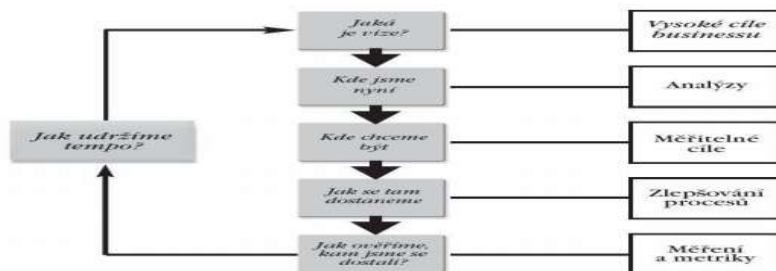 Jaká
je vize?
Vysoké cíle
businessu
Kde jsme
nyní
Analýzy
Jak udržíme
tempo?
Kde chceme
být
Měřitelné
cíle
Jak se tam
dostaneme
Zlepšování
procesů
Jak ověříme,
kam jsme se
dostali?
Měření
a metriky